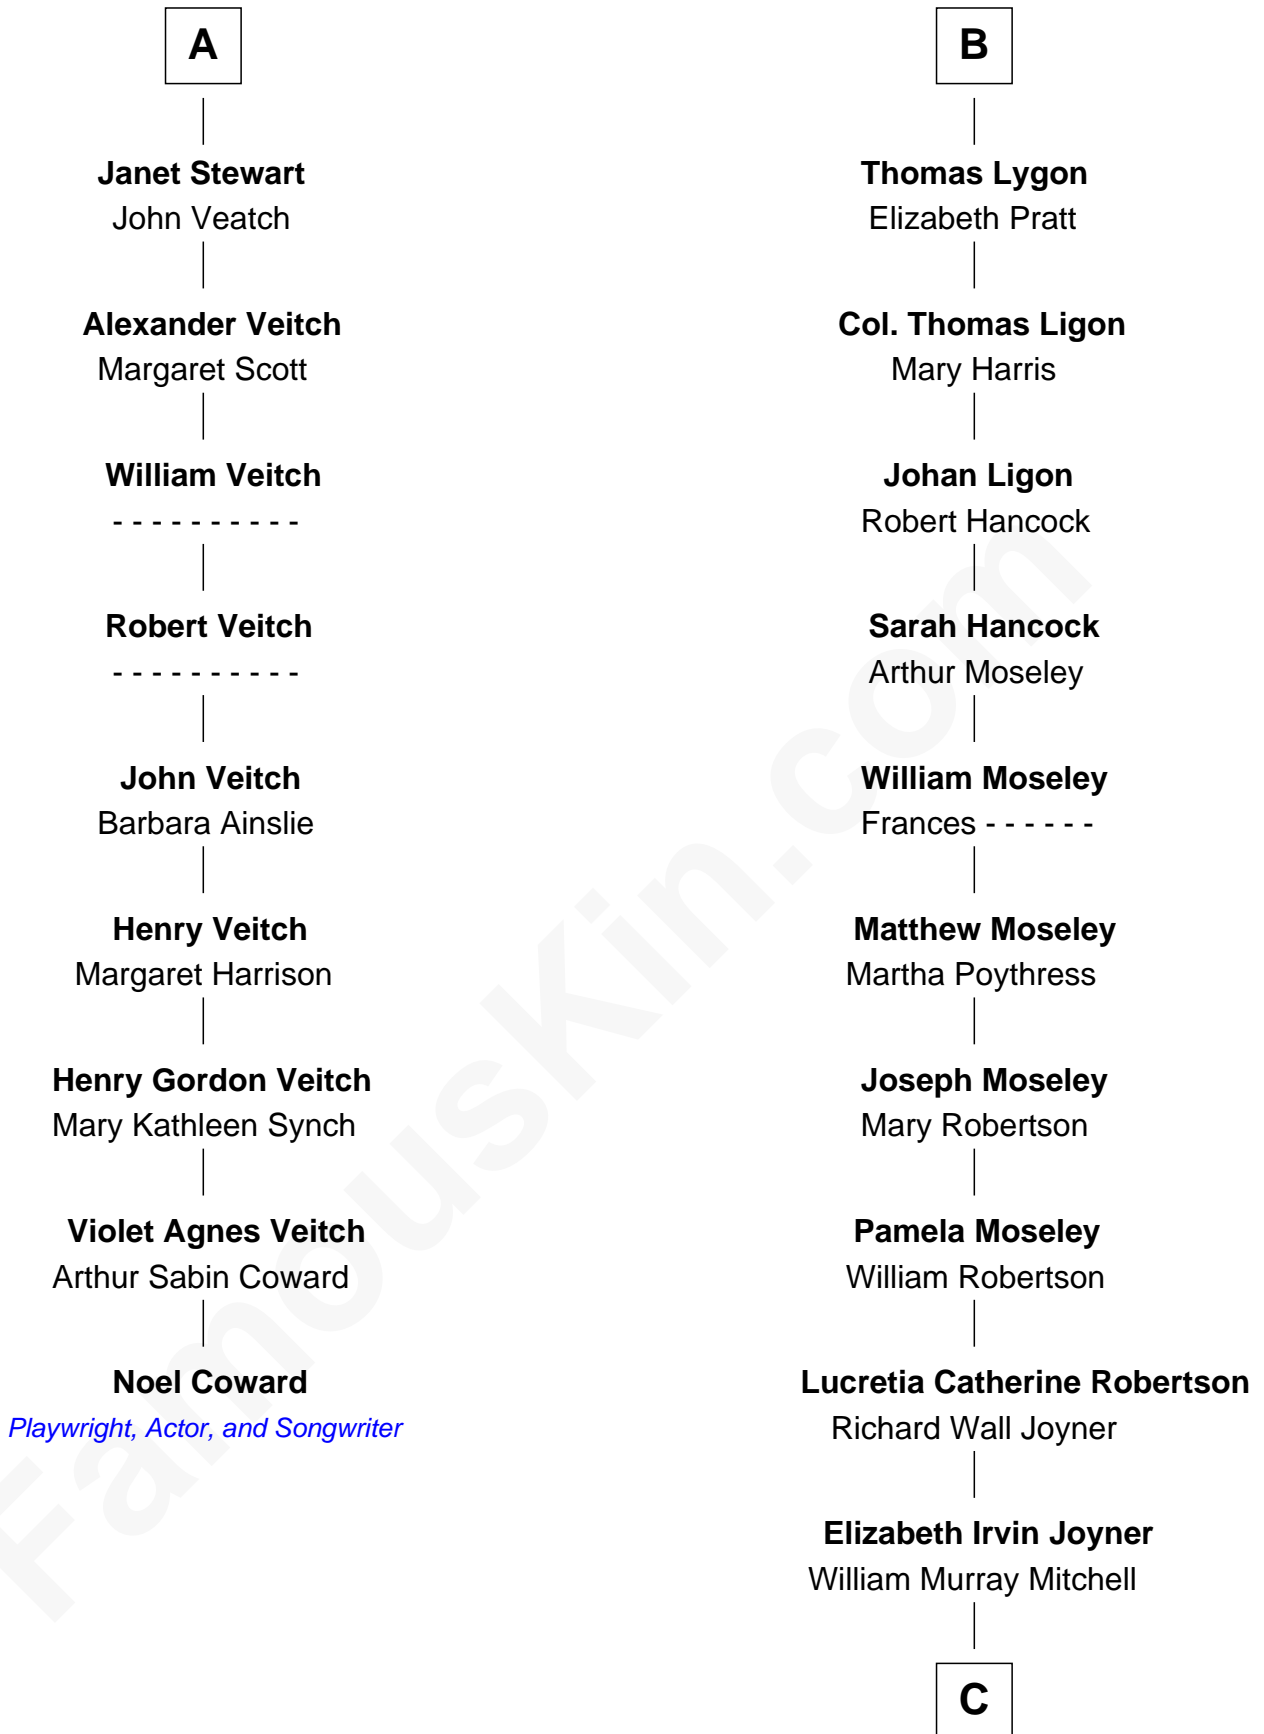 A
Janet Stewart
John Veatch
Alexander Veitch
Margaret Scott
William Veitch
- - - - - - - - - -
Robert Veitch
- - - - - - - - - -
John Veitch
Barbara Ainslie
Henry Veitch
Margaret Harrison
Henry Gordon Veitch
Mary Kathleen Synch
Violet Agnes Veitch
Arthur Sabin Coward
Noel Coward
Playwright, Actor, and Songwriter
B
Thomas Lygon
Elizabeth Pratt
Col. Thomas Ligon
Mary Harris
Johan Ligon
Robert Hancock
Sarah Hancock
Arthur Moseley
William Moseley
Frances - - - - - -
Matthew Moseley
Martha Poythress
Joseph Moseley
Mary Robertson
Pamela Moseley
William Robertson
Lucretia Catherine Robertson
Richard Wall Joyner
Elizabeth Irvin Joyner
William Murray Mitchell
C
FamousKin.com